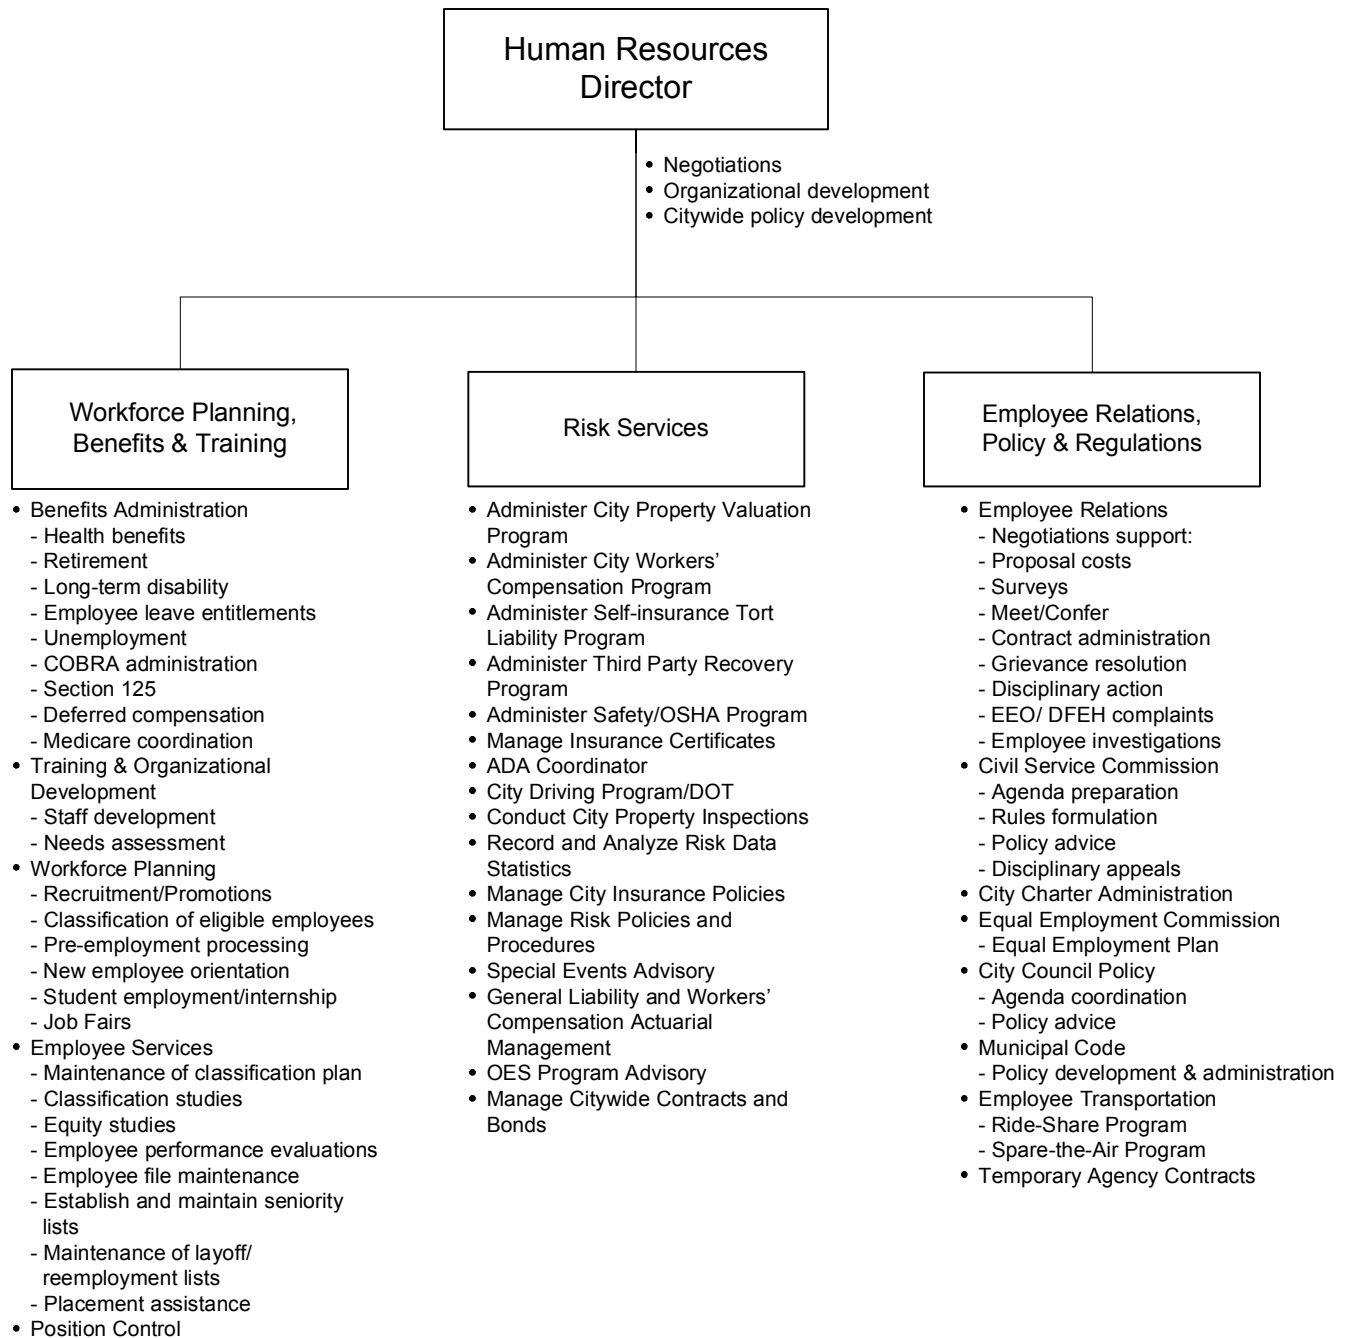 Human Resources
Director
• Negotiations
• Organizational development
• Citywide policy development
Workforce Planning,
Benefits & Training
• Benefits Administration
- Health benefits
- Retirement
- Long-term disability
- Employee leave entitlements
- Unemployment
- COBRA administration
- Section 125
- Deferred compensation
- Medicare coordination
• Training & Organizational
Development
- Staff development
- Needs assessment
• Workforce Planning
- Recruitment/Promotions
- Classification of eligible employees
- Pre-employment processing
- New employee orientation
- Student employment/internship
- Job Fairs
• Employee Services
- Maintenance of classification plan
- Classification studies
- Equity studies
- Employee performance evaluations
- Employee file maintenance
- Establish and maintain seniority
lists
- Maintenance of layoff/
reemployment lists
- Placement assistance
• Position Control
Risk Services
• Administer City Property Valuation
Program
• Administer City Workers’
Compensation Program
• Administer Self-insurance Tort
Liability Program
• Administer Third Party Recovery
Program
• Administer Safety/OSHA Program
• Manage Insurance Certificates
• ADA Coordinator
• City Driving Program/DOT
• Conduct City Property Inspections
• Record and Analyze Risk Data
Statistics
• Manage City Insurance Policies
• Manage Risk Policies and
Procedures
• Special Events Advisory
• General Liability and Workers’
Compensation Actuarial
Management
• OES Program Advisory
• Manage Citywide Contracts and
Bonds
Employee Relations,
Policy & Regulations
• Employee Relations
- Negotiations support:
- Proposal costs
- Surveys
- Meet/Confer
- Contract administration
- Grievance resolution
- Disciplinary action
- EEO/ DFEH complaints
- Employee investigations
• Civil Service Commission
- Agenda preparation
- Rules formulation
- Policy advice
- Disciplinary appeals
• City Charter Administration
• Equal Employment Commission
- Equal Employment Plan
• City Council Policy
- Agenda coordination
- Policy advice
• Municipal Code
- Policy development & administration
• Employee Transportation
- Ride-Share Program
- Spare-the-Air Program
• Temporary Agency Contracts